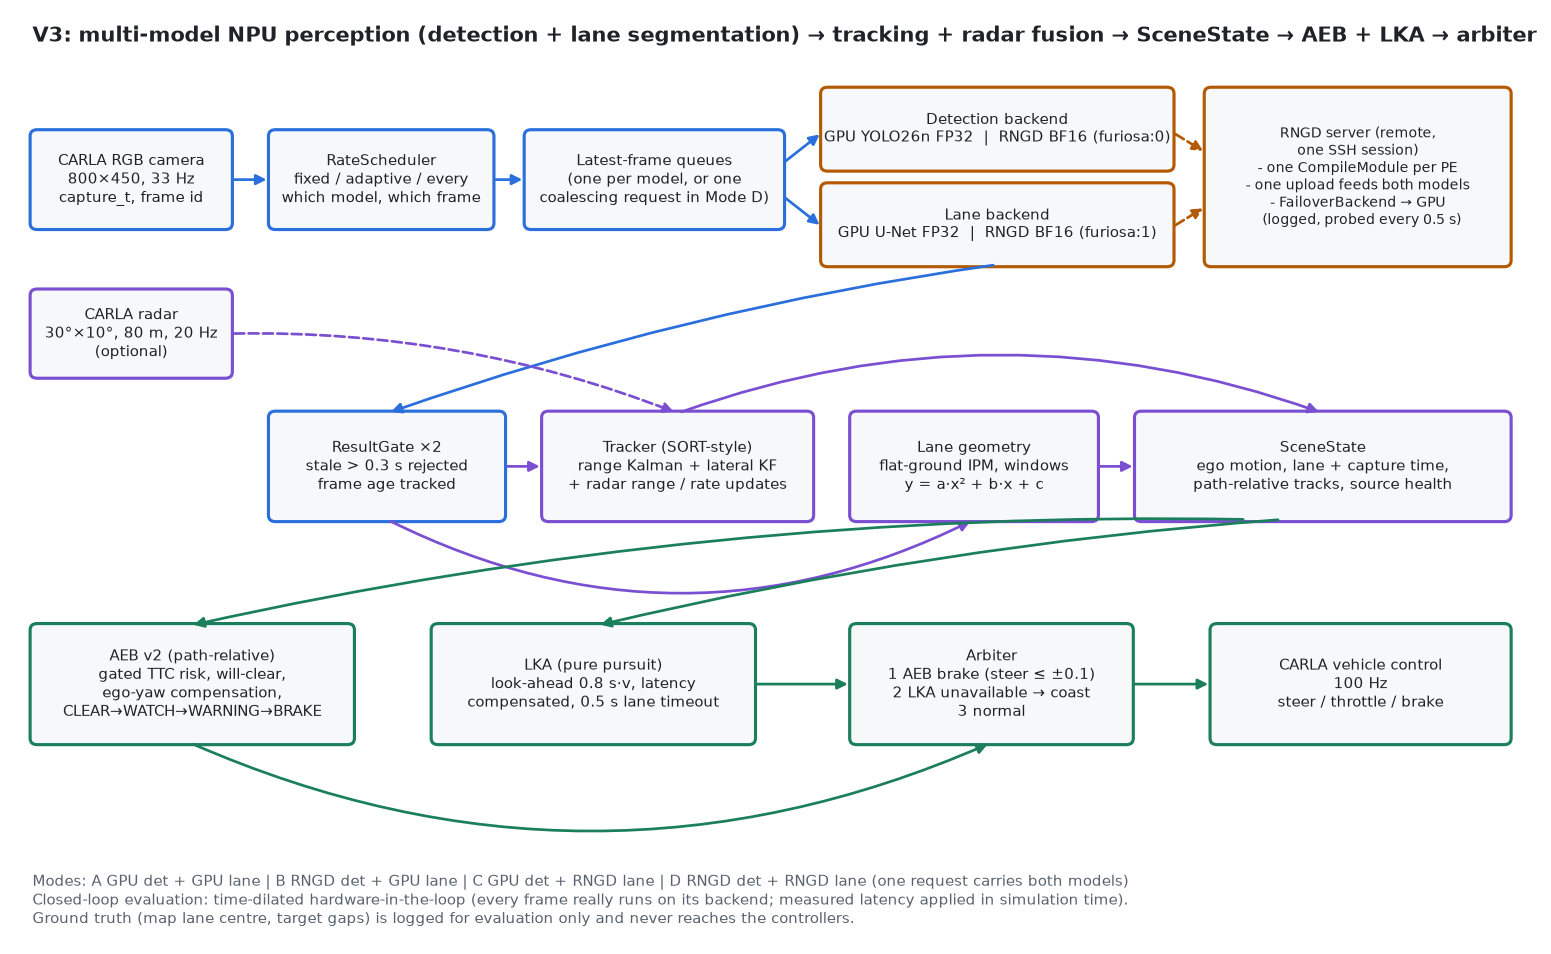 V3: multi-model NPU perception (detection + lane segmentation) → tracking + radar fusion → SceneState → AEB + LKA → arbiter
CARLA RGB camera
800×450, 33 Hz
capture_t, frame id
RateScheduler
fixed / adaptive / every
which model, which frame
Latest-frame queues
(one per model, or one
coalescing request in Mode D)
Detection backend
GPU YOLO26n FP32 | RNGD BF16 (furiosa:0)
Lane backend
GPU U-Net FP32 | RNGD BF16 (furiosa:1)
RNGD server (remote,
one SSH session)
- one CompileModule per PE
- one upload feeds both models
- FailoverBackend → GPU
(logged, probed every 0.5 s)
CARLA radar
30°×10°, 80 m, 20 Hz
(optional)
ResultGate ×2
stale > 0.3 s rejected
frame age tracked
Tracker (SORT-style)
range Kalman + lateral KF
+ radar range / rate updates
Lane geometry
flat-ground IPM, windows
y = a·x² + b·x + c
SceneState
ego motion, lane + capture time,
path-relative tracks, source health
AEB v2 (path-relative)
gated TTC risk, will-clear,
ego-yaw compensation,
CLEAR→WATCH→WARNING→BRAKE
LKA (pure pursuit)
look-ahead 0.8 s·v, latency
compensated, 0.5 s lane timeout
Arbiter
1 AEB brake (steer ≤ ±0.1)
2 LKA unavailable → coast
3 normal
CARLA vehicle control
100 Hz
steer / throttle / brake
Modes: A GPU det + GPU lane | B RNGD det + GPU lane | C GPU det + RNGD lane | D RNGD det + RNGD lane (one request carries both models)
Closed-loop evaluation: time-dilated hardware-in-the-loop (every frame really runs on its backend; measured latency applied in simulation time).
Ground truth (map lane centre, target gaps) is logged for evaluation only and never reaches the controllers.